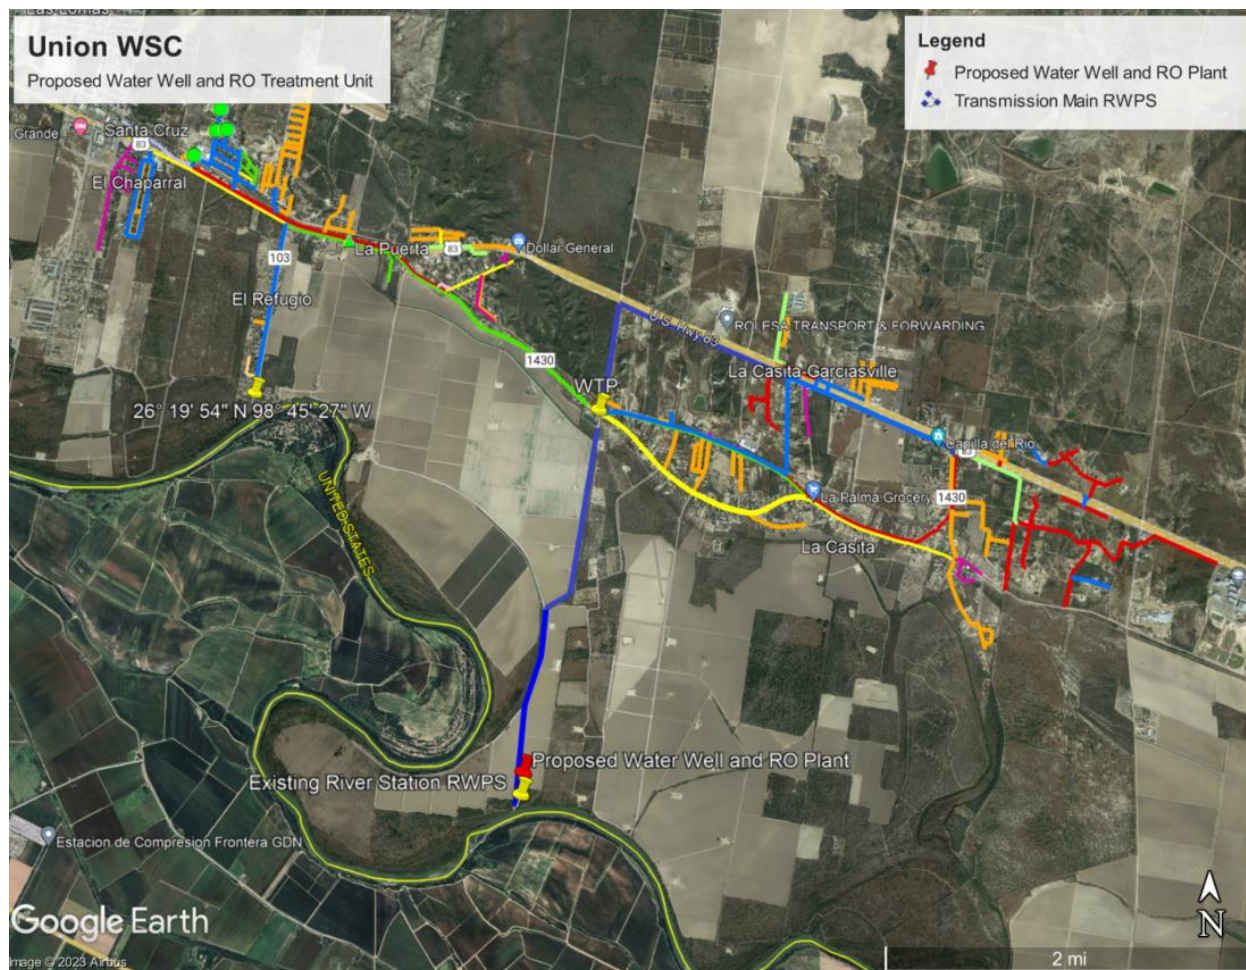 Las Lomas
Union WSC
Proposed Water Well and RO Treatment Unit
Legend
Proposed Water Well and RO Plant
Transmission Main RWPS
Grande
Santa Cruz
83
El Chaparral
La Puerta
83
Dollar General
103
El Refugio
U.S. Hwy 83
ROLESA TRANSPORT & FORWARDING
1430
WTP
La Casita-Garciasville
26° 19' 54" N 98° 45' 27" W
Capilla del Rio
83
UNITED STATES
La Palma Grocery
1430
La Casita
Proposed Water Well and RO Plant
Existing River Station RWPS
Estacion de Compresion Frontera GDN
Google Earth
N
Image © 2023 Airbus
2 mi